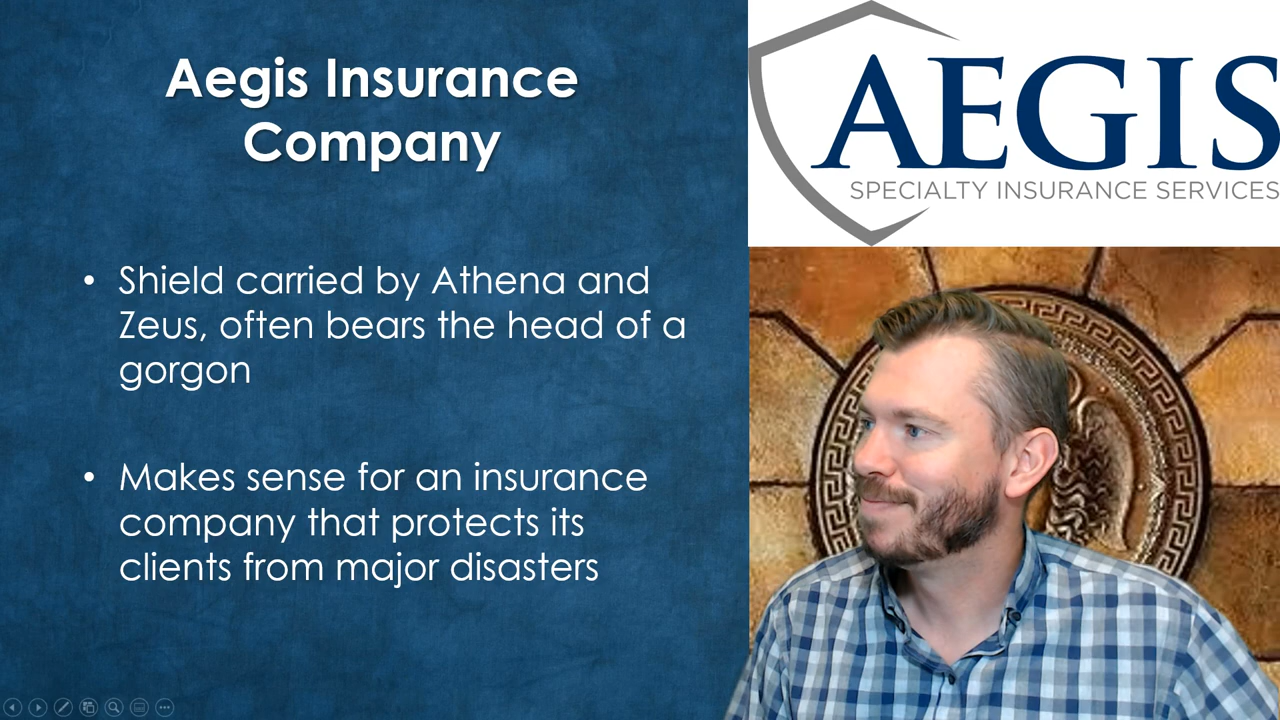 Aegis Insurance
Company
• Shield carried by Athena and
Zeus, often bears the head of a
gorgon
• Makes sense for an insurance
company that protects its
clients from major disasters
AEGIS
SPECIALTY INSURANCE SERVICES